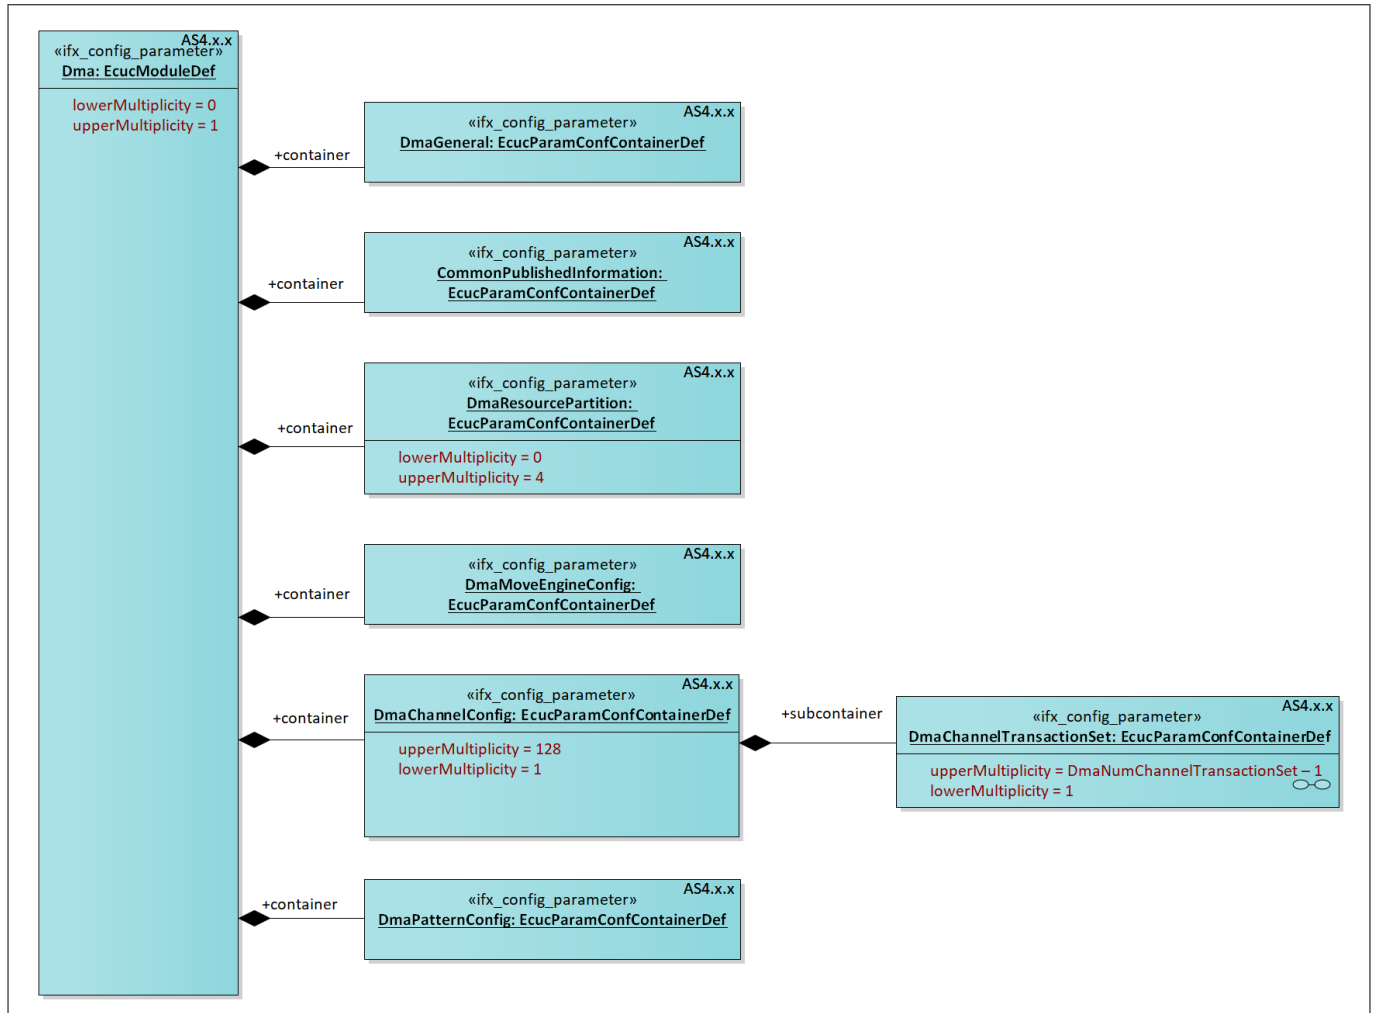 AS4.x.x
«ifx_config_parameter»
Dma: EcucModuleDef
lowerMultiplicity = 0
upperMultiplicity = 1
+container
AS4.x.x
«ifx_config_parameter»
DmaGeneral: EcucParamConfContainerDef
+container
AS4.x.x
«ifx_config_parameter»
CommonPublishedInformation:
EcucParamConfContainerDef
+container
AS4.x.x
«ifx_config_parameter»
DmaResourcePartition:
EcucParamConfContainerDef
lowerMultiplicity = 0
upperMultiplicity = 4
+container
AS4.x.x
«ifx_config_parameter»
DmaMoveEngineConfig:
EcucParamConfContainerDef
+container
AS4.x.x
«ifx_config_parameter»
DmaChannelConfig: EcucParamConfContainerDef
upperMultiplicity = 128
lowerMultiplicity = 1
+subcontainer
AS4.x.x
«ifx_config_parameter»
DmaChannelTransactionSet: EcucParamConfContainerDef
upperMultiplicity = DmaNumChannelTransactionSet – 1
lowerMultiplicity = 1
+container
AS4.x.x
«ifx_config_parameter»
DmaPatternConfig: EcucParamConfContainerDef